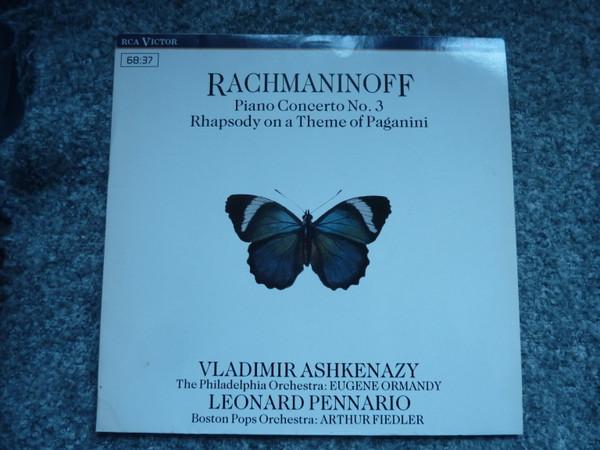 RCA VICTOR
68:37
RACHMANINOFF
Piano Concerto No. 3
Rhapsody on a Theme of Paganini
VLADIMIR ASHKENAZY
The Philadelphia Orchestra: EUGENE ORMANDY
LEONARD PENNARIO
Boston Pops Orchestra: ARTHUR FIEDLER